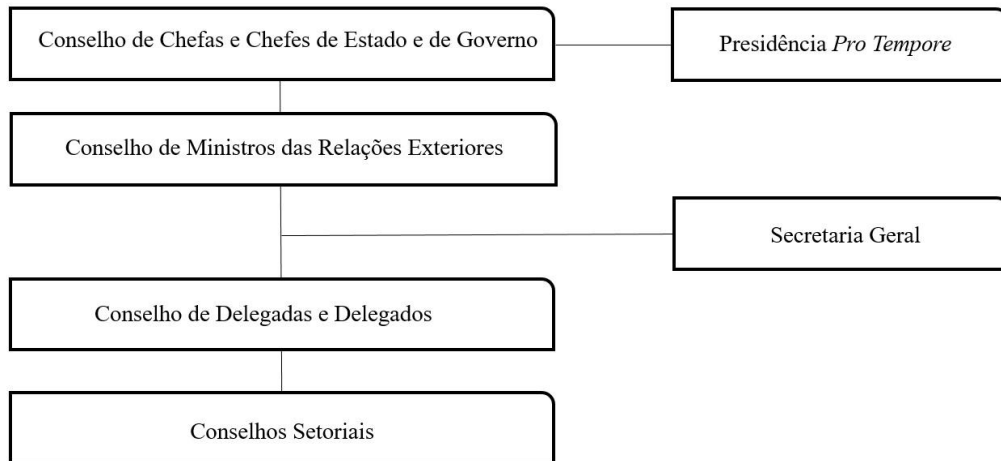 Conselho de Chefas e Chefes de Estado e de Governo
Presidência Pro Tempore
Conselho de Ministros das Relações Exteriores
Secretaria Geral
Conselho de Delegadas e Delegados
Conselhos Setoriais